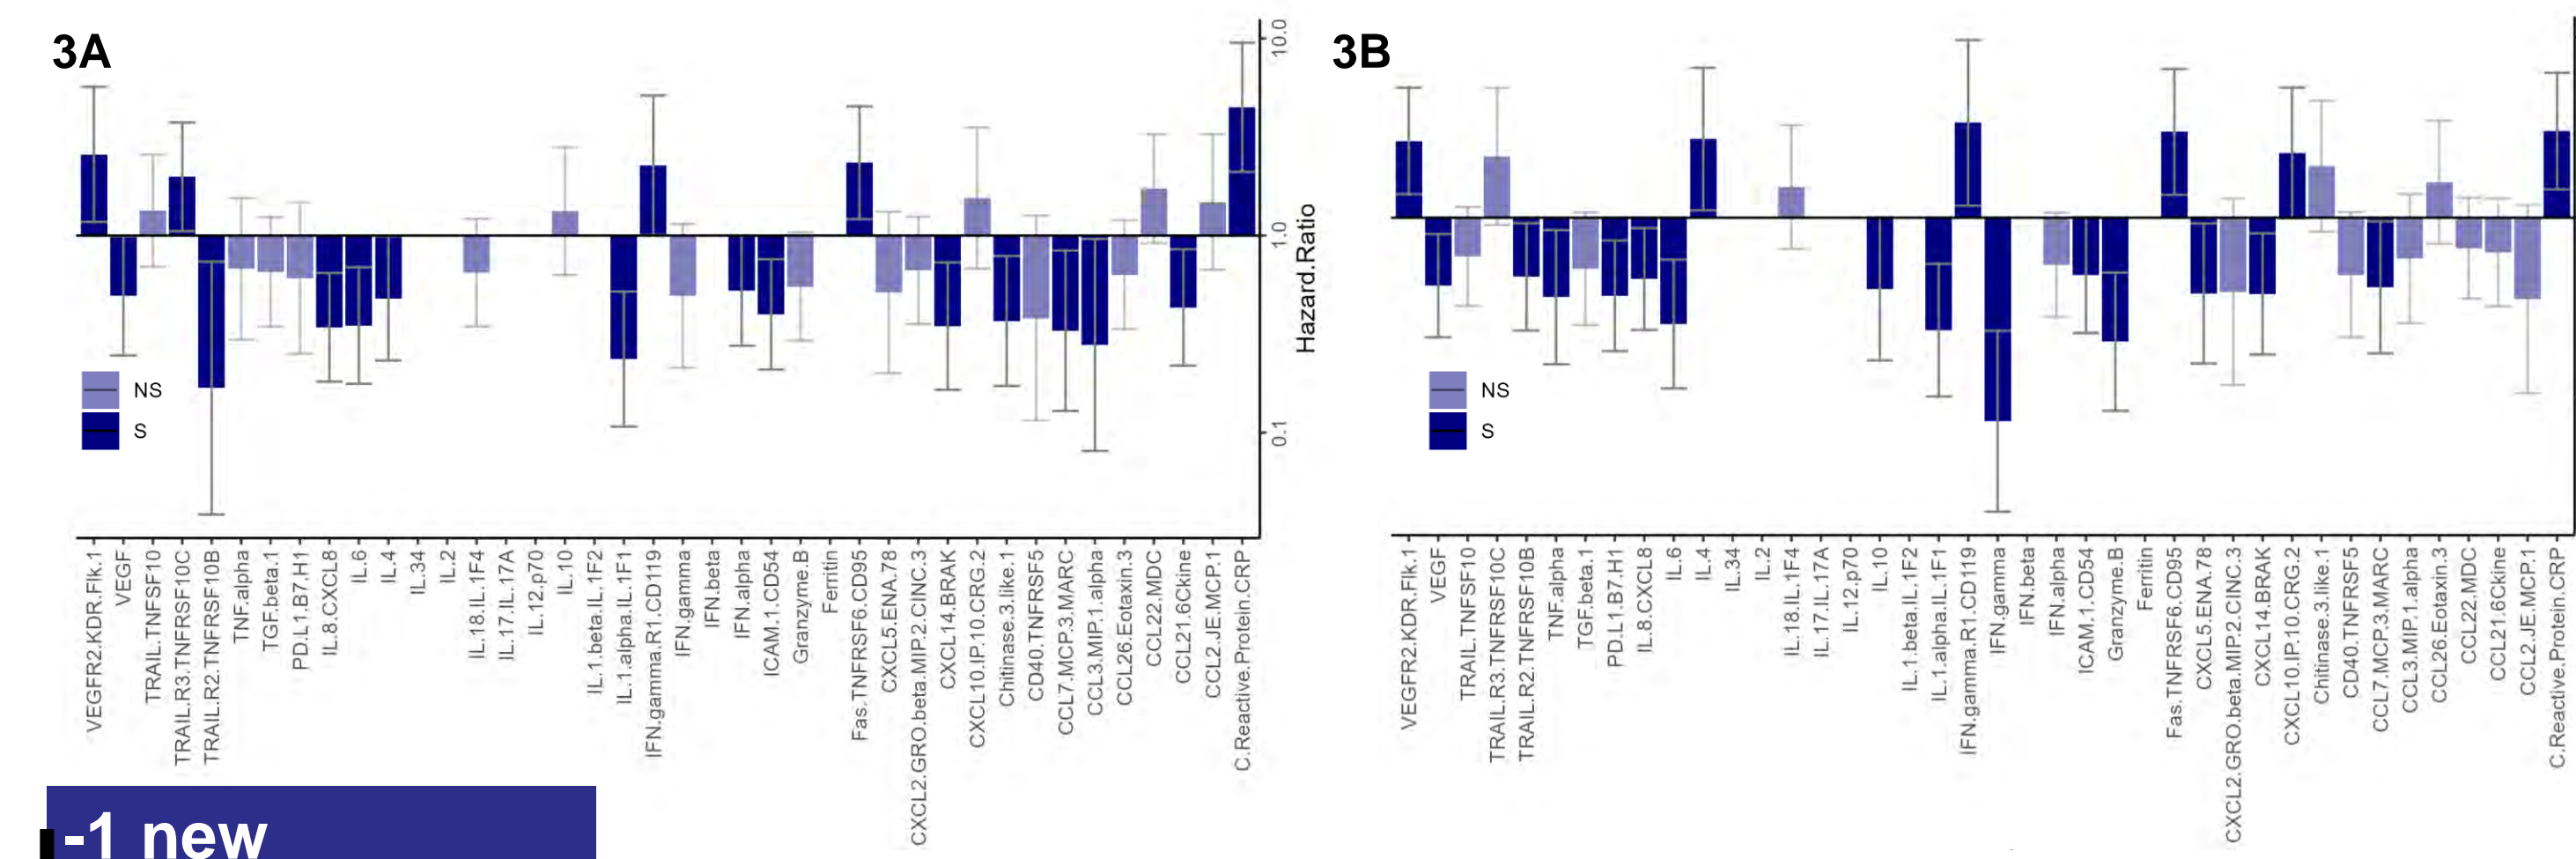 3A
10.0
1.0
0.1
Hazard.Ratio
NS
S
VEGFR2.KDR.Flk.1
VEGF
TRAIL.TNFSF10
TRAIL.R3.TNFRSF10C
TRAIL.R2.TNFRSF10B
TNF.alpha
TGF.beta.1
PD.L1.B7.H1
IL.8.CXCL8
IL.6
IL.4
IL.34
IL.2
IL.18.IL.1F4
IL.17.IL.17A
IL.12.p70
IL.10
IL.1.beta.IL.1F2
IL.1.alpha.IL.1F1
IFN.gamma.R1.CD119
IFN.gamma
IFN.beta
IFN.alpha
ICAM.1.CD54
Granzyme.B
Ferritin
Fas.TNFRSF6.CD95
CXCL5.ENA.78
CXCL2.GRO.beta.MIP.2.CINC.3
CXCL14.BRAK
CXCL10.IP.10.CRG.2
Chitinase.3.like.1
CD40.TNFRSF5
CCL7.MCP.3.MARC
CCL3.MIP.1.alpha
CCL26.Eotaxin.3
CCL22.MDC
CCL21.6Ckine
CCL2.JE.MCP.1
C.Reactive.Protein.CRP
3B
NS
S
VEGFR2.KDR.Flk.1
VEGF
TRAIL.TNFSF10
TRAIL.R3.TNFRSF10C
TRAIL.R2.TNFRSF10B
TNF.alpha
TGF.beta.1
PD.L1.B7.H1
IL.8.CXCL8
IL.6
IL.4
IL.34
IL.2
IL.18.IL.1F4
IL.17.IL.17A
IL.12.p70
IL.10
IL.1.beta.IL.1F2
IL.1.alpha.IL.1F1
IFN.gamma.R1.CD119
IFN.gamma
IFN.beta
IFN.alpha
ICAM.1.CD54
Granzyme.B
Ferritin
Fas.TNFRSF6.CD95
CXCL5.ENA.78
CXCL2.GRO.beta.MIP.2.CINC.3
CXCL14.BRAK
CXCL10.IP.10.CRG.2
Chitinase.3.like.1
CD40.TNFRSF5
CCL7.MCP.3.MARC
CCL3.MIP.1.alpha
CCL26.Eotaxin.3
CCL22.MDC
CCL21.6Ckine
CCL2.JE.MCP.1
C.Reactive.Protein.CRP
-1 new